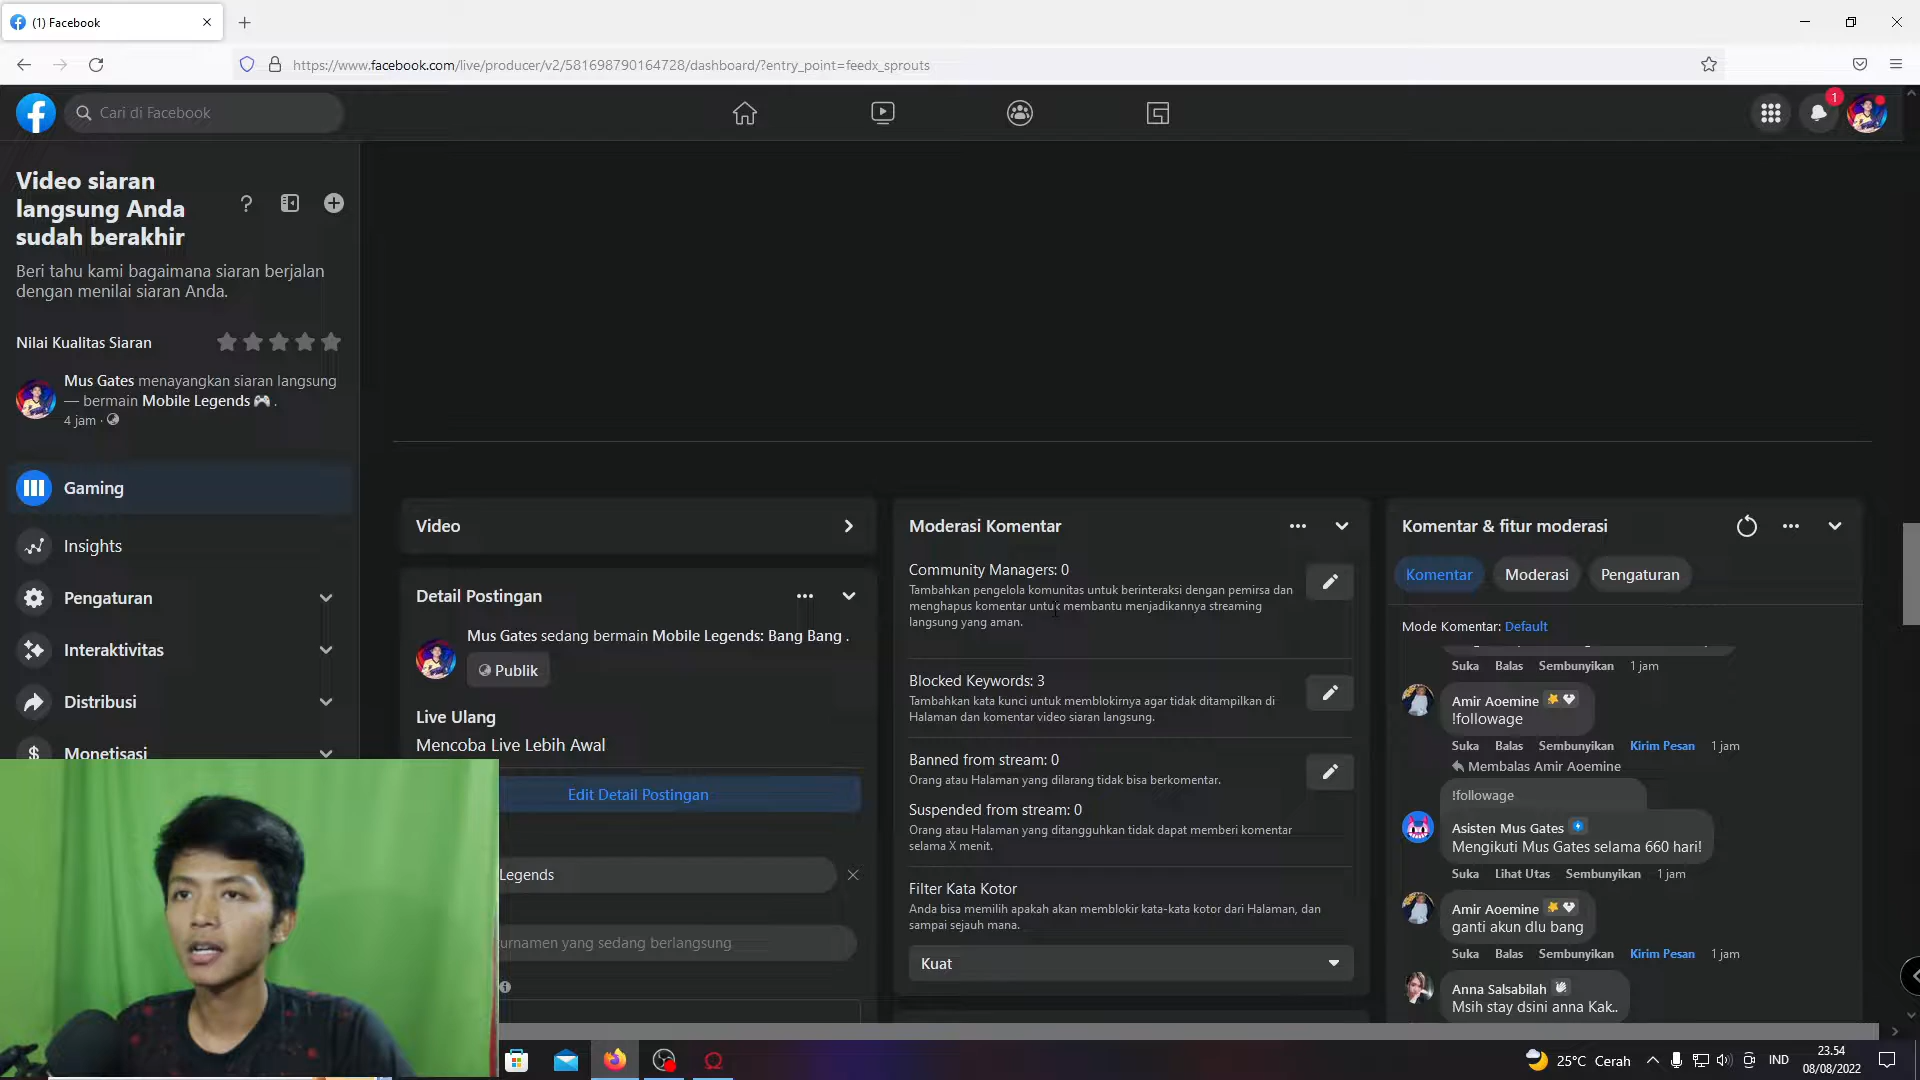 (1) Facebook
https://www.facebook.com/live/producer/v2/581698790164728/dashboard/?entry_point=feedx_sprouts
Cari di Facebook
1
Video siaran
langsung Anda
sudah berakhir
Beri tahu kami bagaimana siaran berjalan
dengan menilai siaran Anda.
Nilai Kualitas Siaran
Mus Gates menayangkan siaran langsung
— bermain Mobile Legends 🎮 .
4 jam ·
Gaming
Insights
Pengaturan
Interaktivitas
Distribusi
Monetisasi
Video
Detail Postingan
Mus Gates sedang bermain Mobile Legends: Bang Bang .
Publik
Live Ulang
Mencoba Live Lebih Awal
Edit Detail Postingan
Legends
urnamen yang sedang berlangsung
Moderasi Komentar
Community Managers: 0
Tambahkan pengelola komunitas untuk berinteraksi dengan pemirsa dan
menghapus komentar untuk membantu menjadikannya streaming
langsung yang aman.
Blocked Keywords: 3
Tambahkan kata kunci untuk memblokirnya agar tidak ditampilkan di
Halaman dan komentar video siaran langsung.
Banned from stream: 0
Orang atau Halaman yang dilarang tidak bisa berkomentar.
Suspended from stream: 0
Orang atau Halaman yang ditangguhkan tidak dapat memberi komentar
selama X menit.
Filter Kata Kotor
Anda bisa memilih apakah akan memblokir kata-kata kotor dari Halaman, dan
sampai sejauh mana.
Kuat
Komentar & fitur moderasi
Komentar Moderasi Pengaturan
Mode Komentar: Default
Suka Balas Sembunyikan 1 jam
Amir Aoemine
!followage
Suka Balas Sembunyikan Kirim Pesan 1 jam
Membalas Amir Aoemine
!followage
Asisten Mus Gates
Mengikuti Mus Gates selama 660 hari!
Suka Lihat Utas Sembunyikan 1 jam
Amir Aoemine
ganti akun dlu bang
Suka Balas Sembunyikan Kirim Pesan 1 jam
Anna Salsabilah
Msih stay dsini anna Kak..
25°C Cerah
IND
23.54
08/08/2022